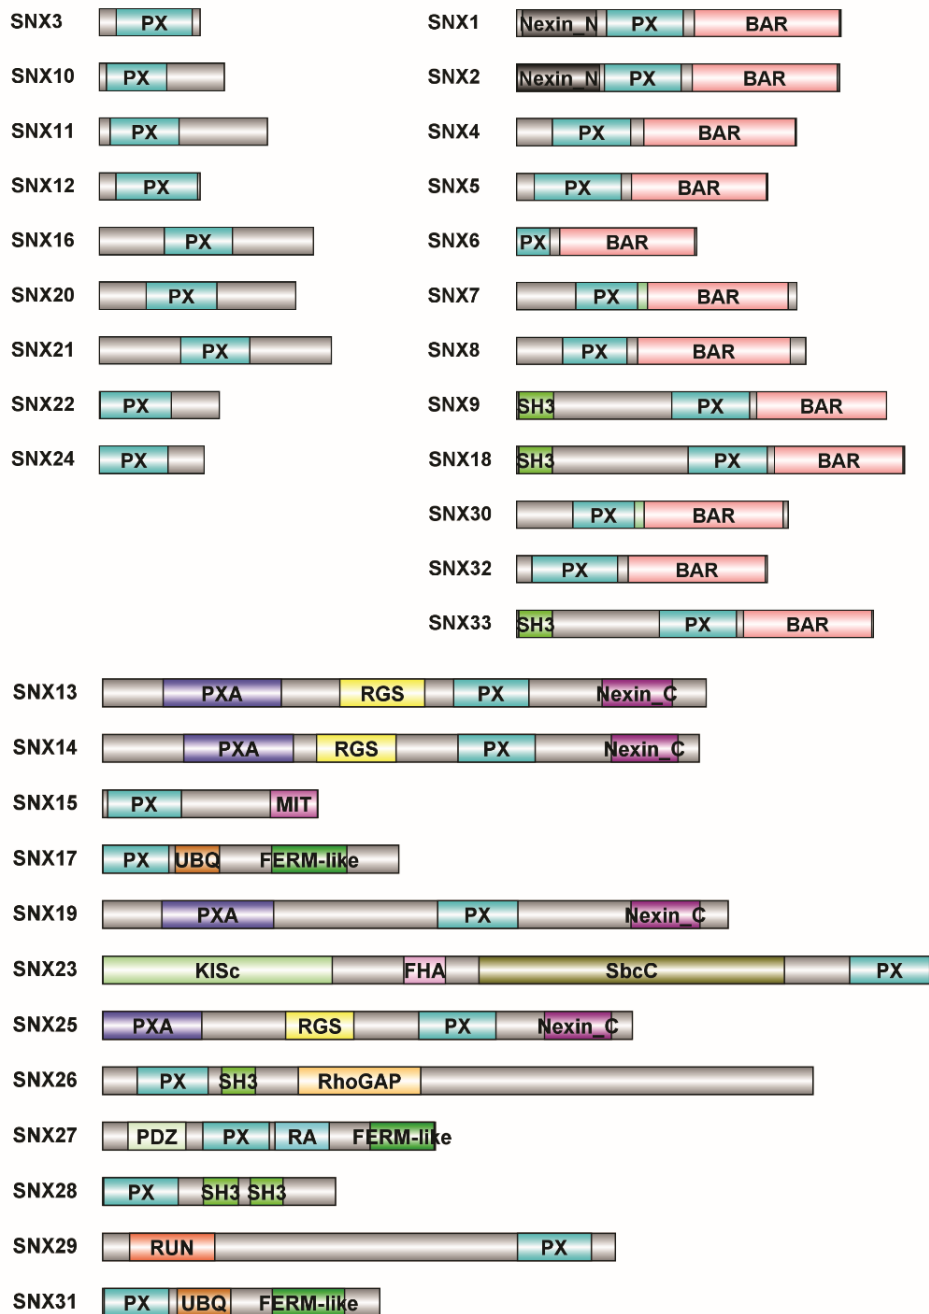 SNX3 PX
SNX10 PX
SNX11 PX
SNX12 PX
SNX16 PX
SNX20 PX
SNX21 PX
SNX22 PX
SNX24 PX
SNX1 Nexin_N PX BAR
SNX2 Nexin_N PX BAR
SNX4 PX BAR
SNX5 PX BAR
SNX6 PX BAR
SNX7 PX BAR
SNX8 PX BAR
SNX9 SH3 PX BAR
SNX18 SH3 PX BAR
SNX30 PX BAR
SNX32 PX BAR
SNX33 SH3 PX BAR
SNX13 PXA RGS PX Nexin_C
SNX14 PXA RGS PX Nexin_C
SNX15 PX MIT
SNX17 PX UBQ FERM-like
SNX19 PXA PX Nexin_C
SNX23 KISc FHA SbcC PX
SNX25 PXA RGS PX Nexin_C
SNX26 PX SH3 RhoGAP
SNX27 PDZ PX RA FERM-like
SNX28 PX SH3 SH3
SNX29 RUN PX
SNX31 PX UBQ FERM-like